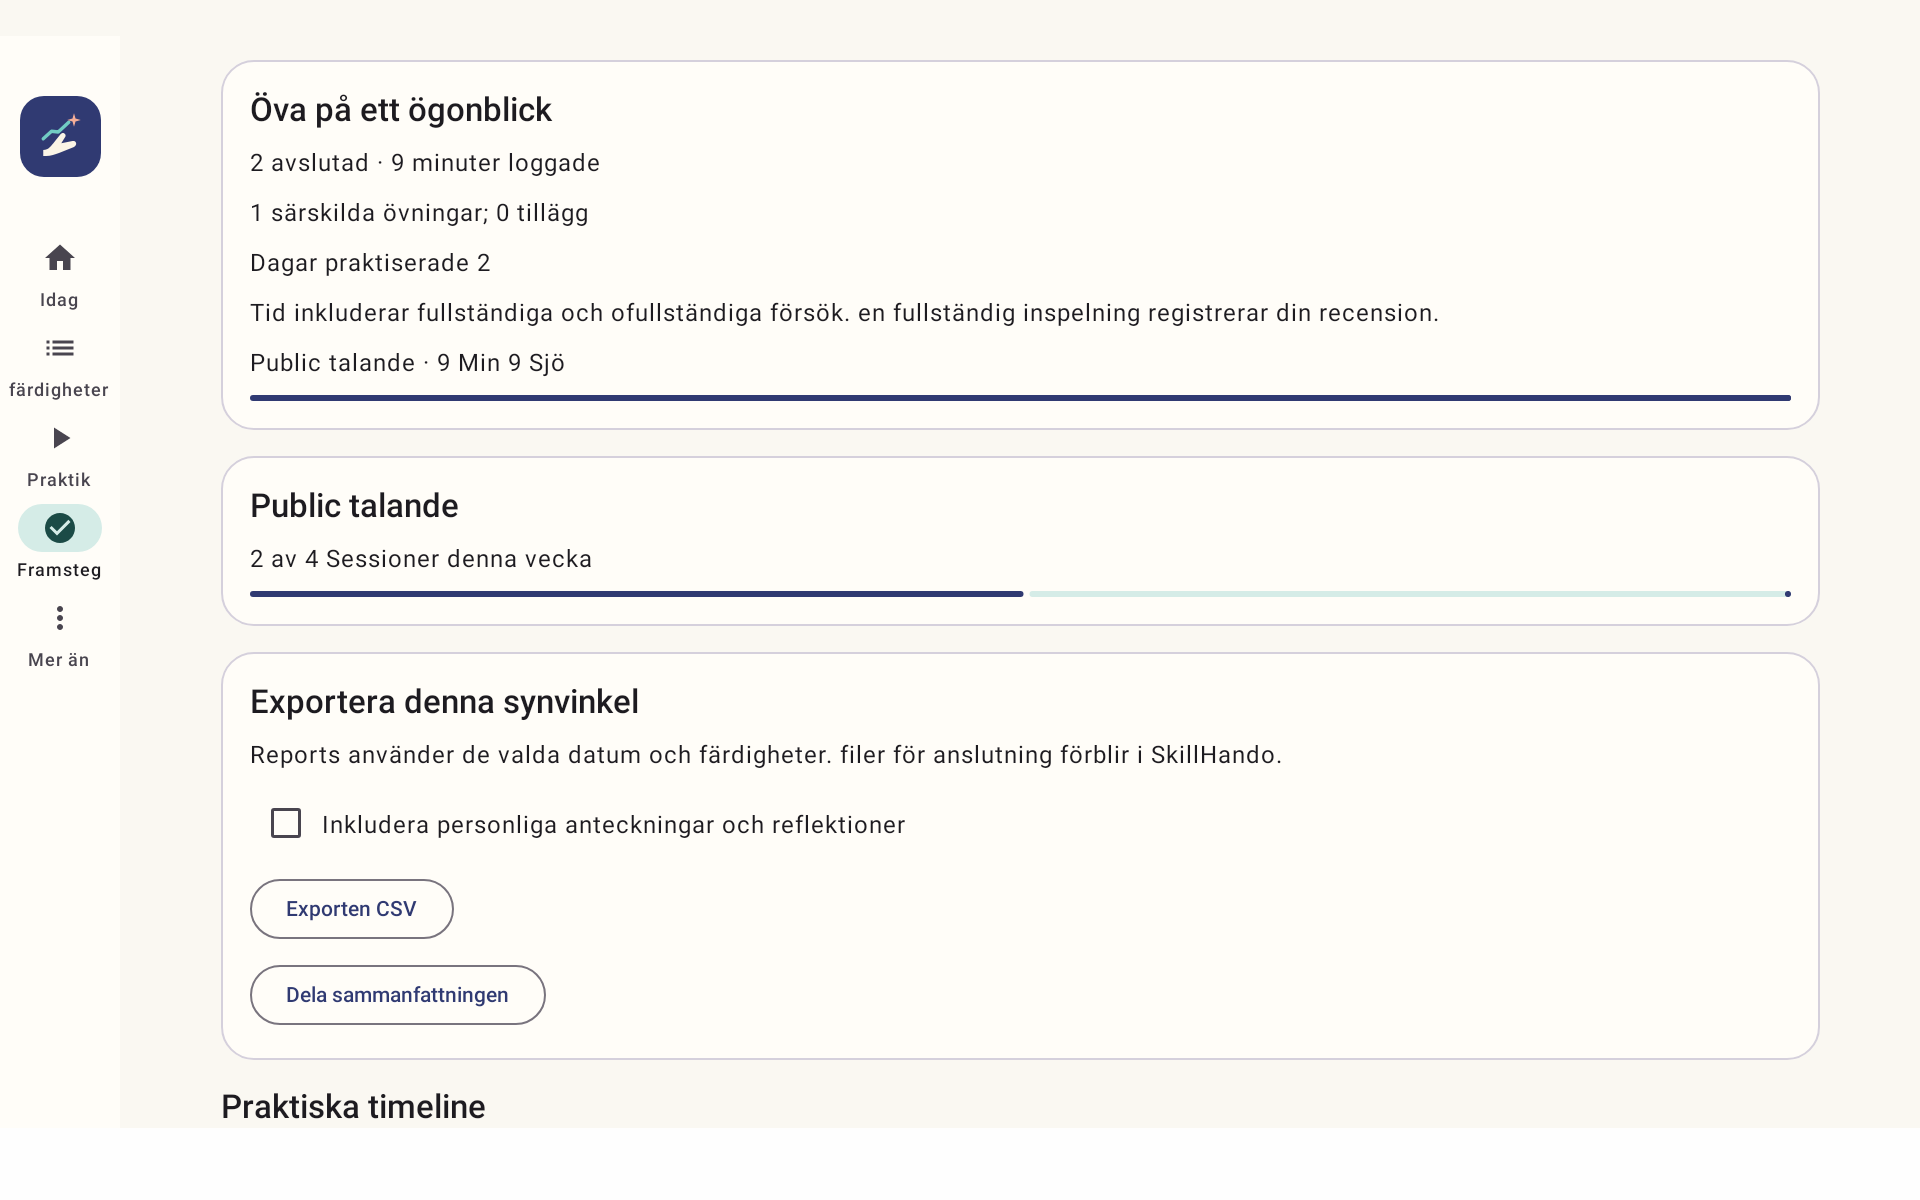 Idag
färdigheter
Praktik
Framsteg
Mer än
Öva på ett ögonblick
2 avslutad · 9 minuter loggade
1 särskilda övningar; 0 tillägg
Dagar praktiserade 2
Tid inkluderar fullständiga och ofullständiga försök. en fullständig inspelning registrerar din recension.
Public talande · 9 Min 9 Sjö
Public talande
2 av 4 Sessioner denna vecka
Exportera denna synvinkel
Reports använder de valda datum och färdigheter. filer för anslutning förblir i SkillHando.
Inkludera personliga anteckningar och reflektioner
Exporten CSV
Dela sammanfattningen
Praktiska timeline